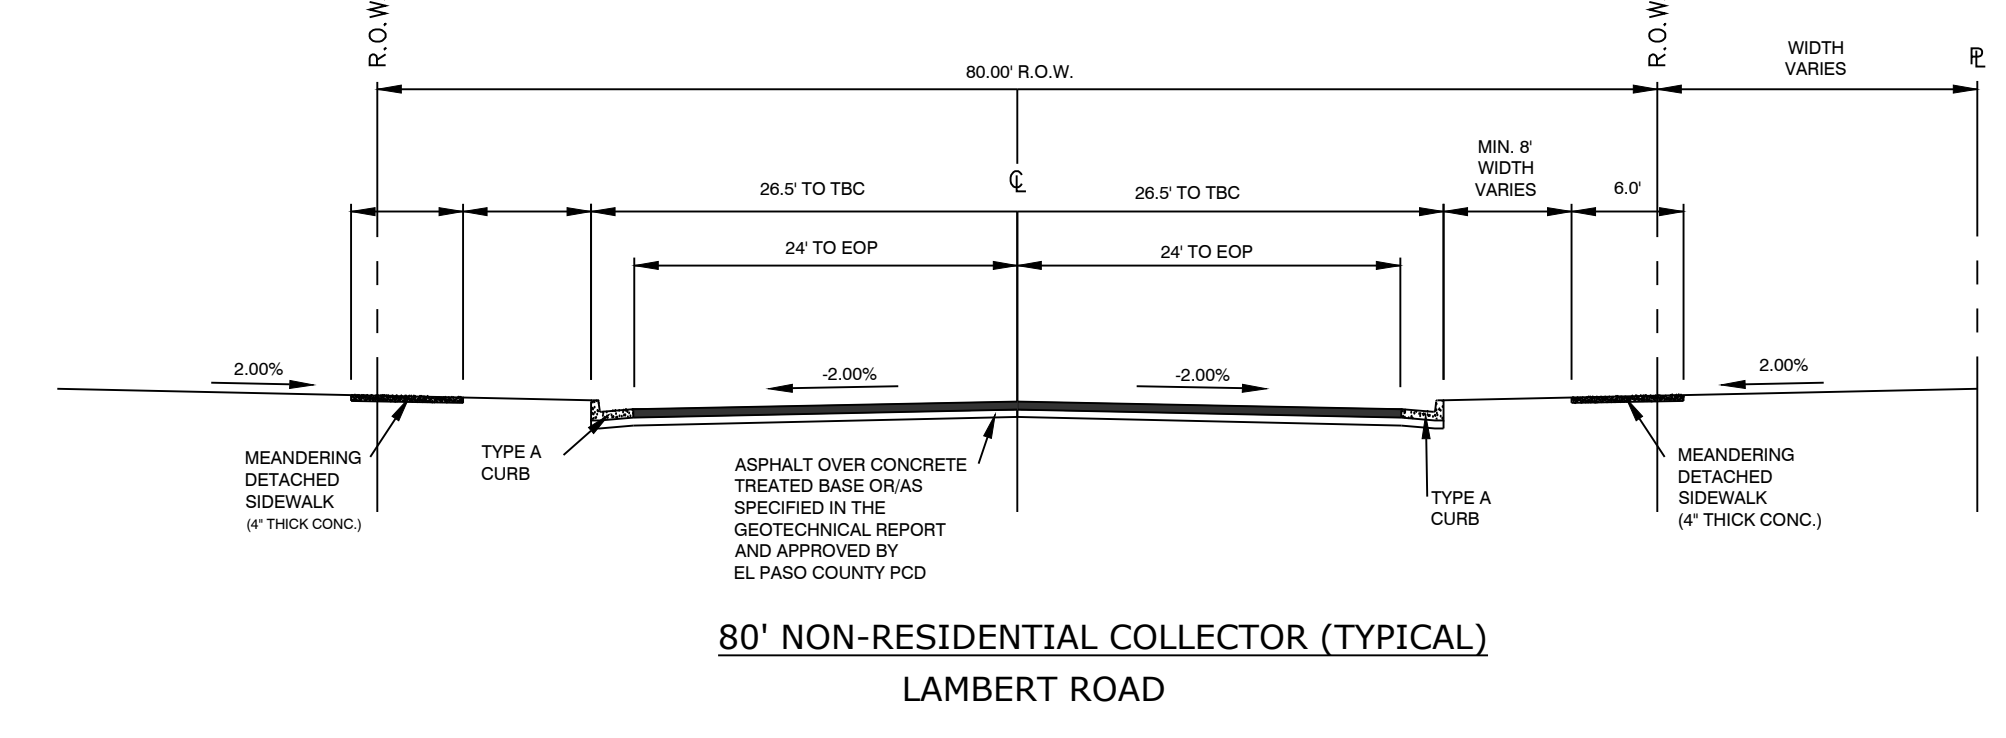 R.O.W
R.O.W
WIDTH
VARIES
PL
80.00' R.O.W.
MIN. 8'
WIDTH
VARIES
CL
26.5' TO TBC
26.5' TO TBC
6.0'
24' TO EOP
24' TO EOP
2.00%
-2.00%
-2.00%
2.00%
MEANDERING
DETACHED
SIDEWALK
(4" THICK CONC.)
TYPE A
CURB
ASPHALT OVER CONCRETE
TREATED BASE OR/AS
SPECIFIED IN THE
GEOTECHNICAL REPORT
AND APPROVED BY
EL PASO COUNTY PCD
TYPE A
CURB
MEANDERING
DETACHED
SIDEWALK
(4" THICK CONC.)
80' NON-RESIDENTIAL COLLECTOR (TYPICAL)
LAMBERT ROAD